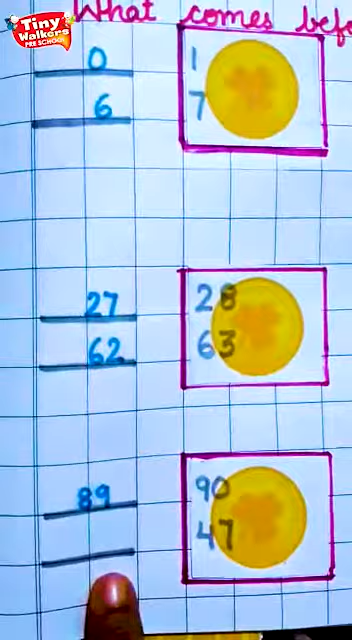 Tiny
Walkers
PRE SCHOOL
What comes befo
0 1
6 7
27 28
62 63
89 90
47